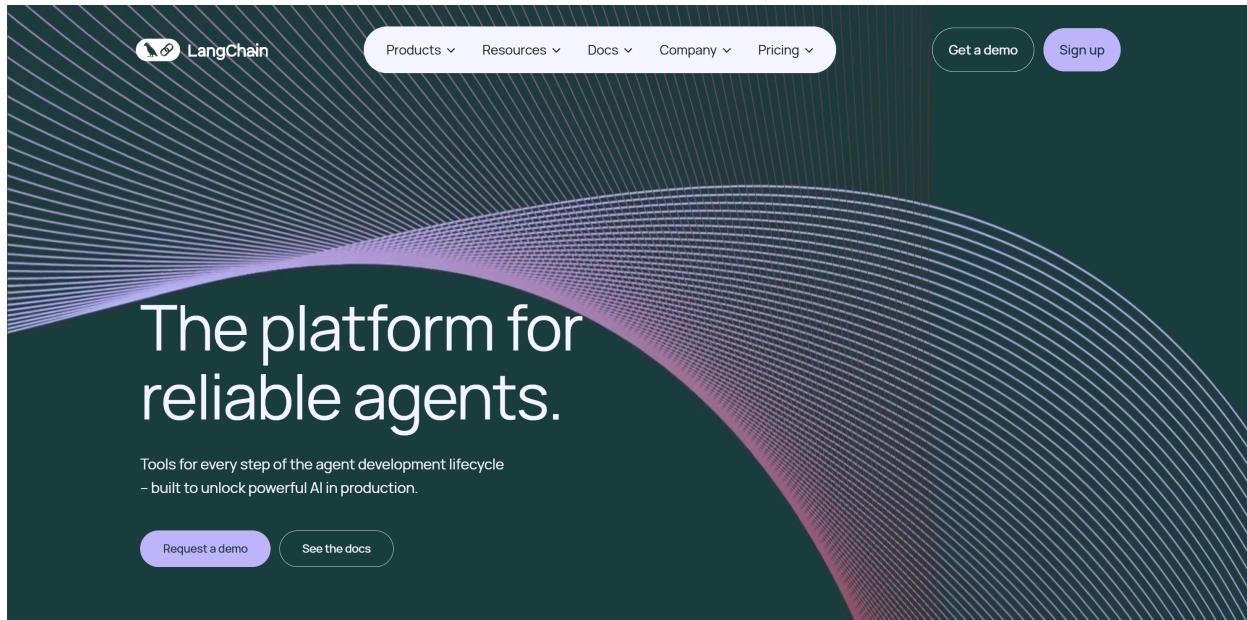 LangChain
Products
Resources
Docs
Company
Pricing
Get a demo
Sign up
The platform for
reliable agents.
Tools for every step of the agent development lifecycle
– built to unlock powerful AI in production.
Request a demo
See the docs